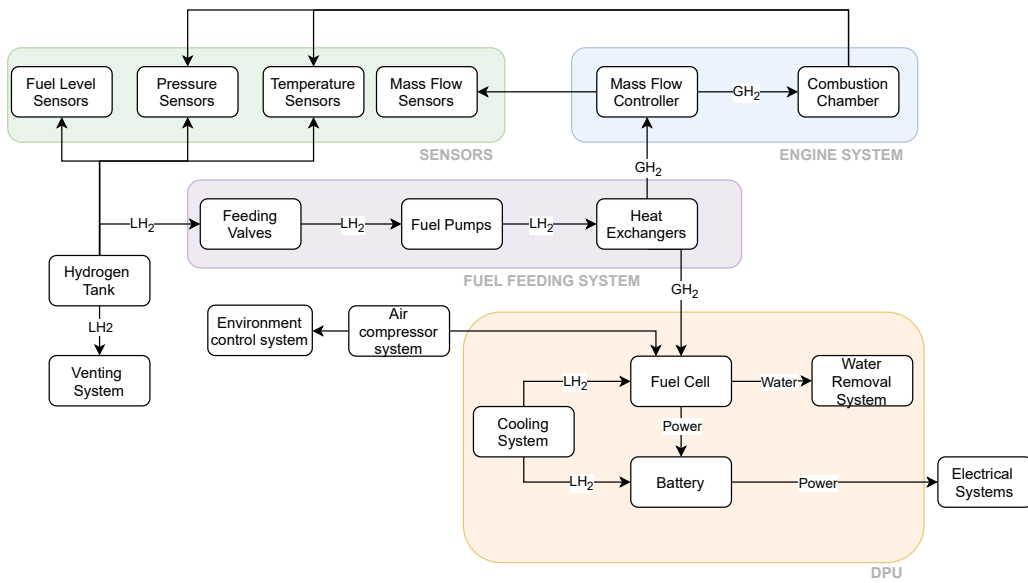 Fuel Level
Sensors
Pressure
Sensors
Temperature
Sensors
Mass Flow
Sensors
Mass Flow
Controller
GH₂
Combustion
Chamber
SENSORS
ENGINE SYSTEM
GH₂
LH₂
Feeding
Valves
LH₂
Fuel Pumps
LH₂
Heat
Exchangers
FUEL FEEDING SYSTEM
Hydrogen
Tank
LH2
Venting
System
GH₂
Environment
control system
Air
compressor
system
Fuel Cell
Water
Water
Removal
System
LH₂
Cooling
System
Power
LH₂
Battery
Power
Electrical
Systems
DPU